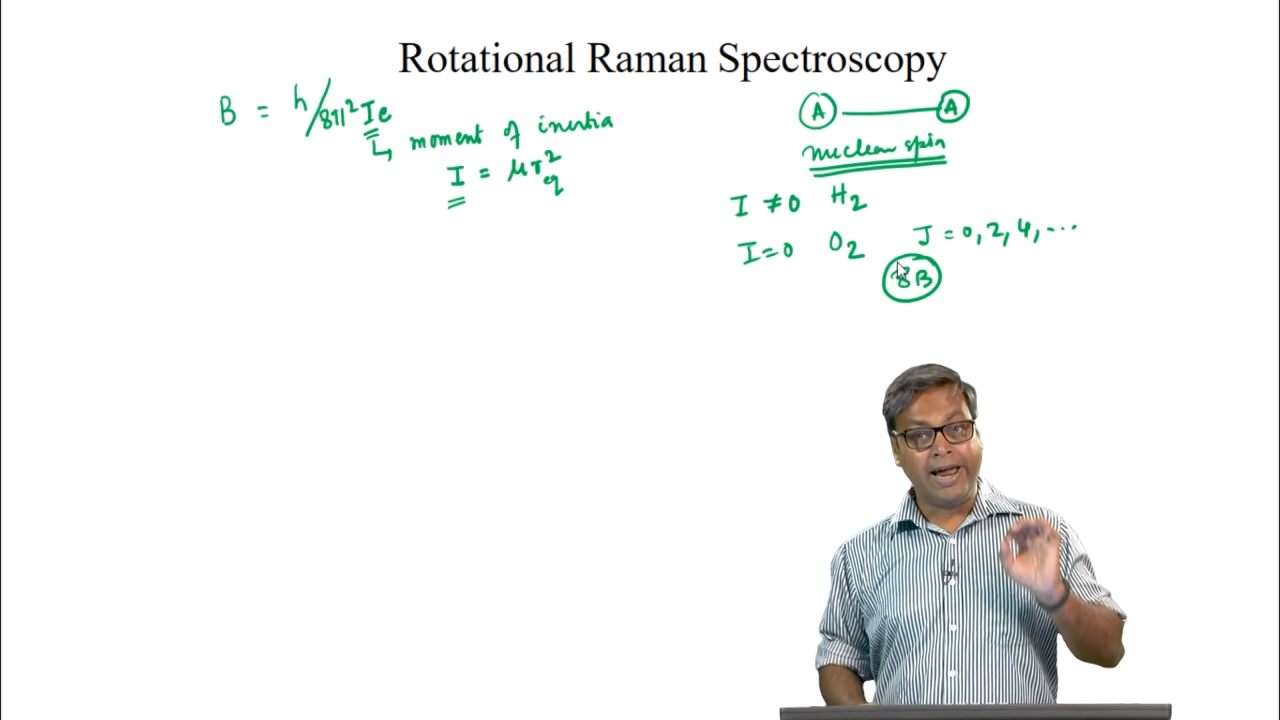 Rotational Raman Spectroscopy
B = h/8π²Ie
↳ moment of inertia
I = μr²eq
A — A
nuclear spin
I ≠ 0 H₂
I = 0 O₂ J = 0, 2, 4, ...
8B